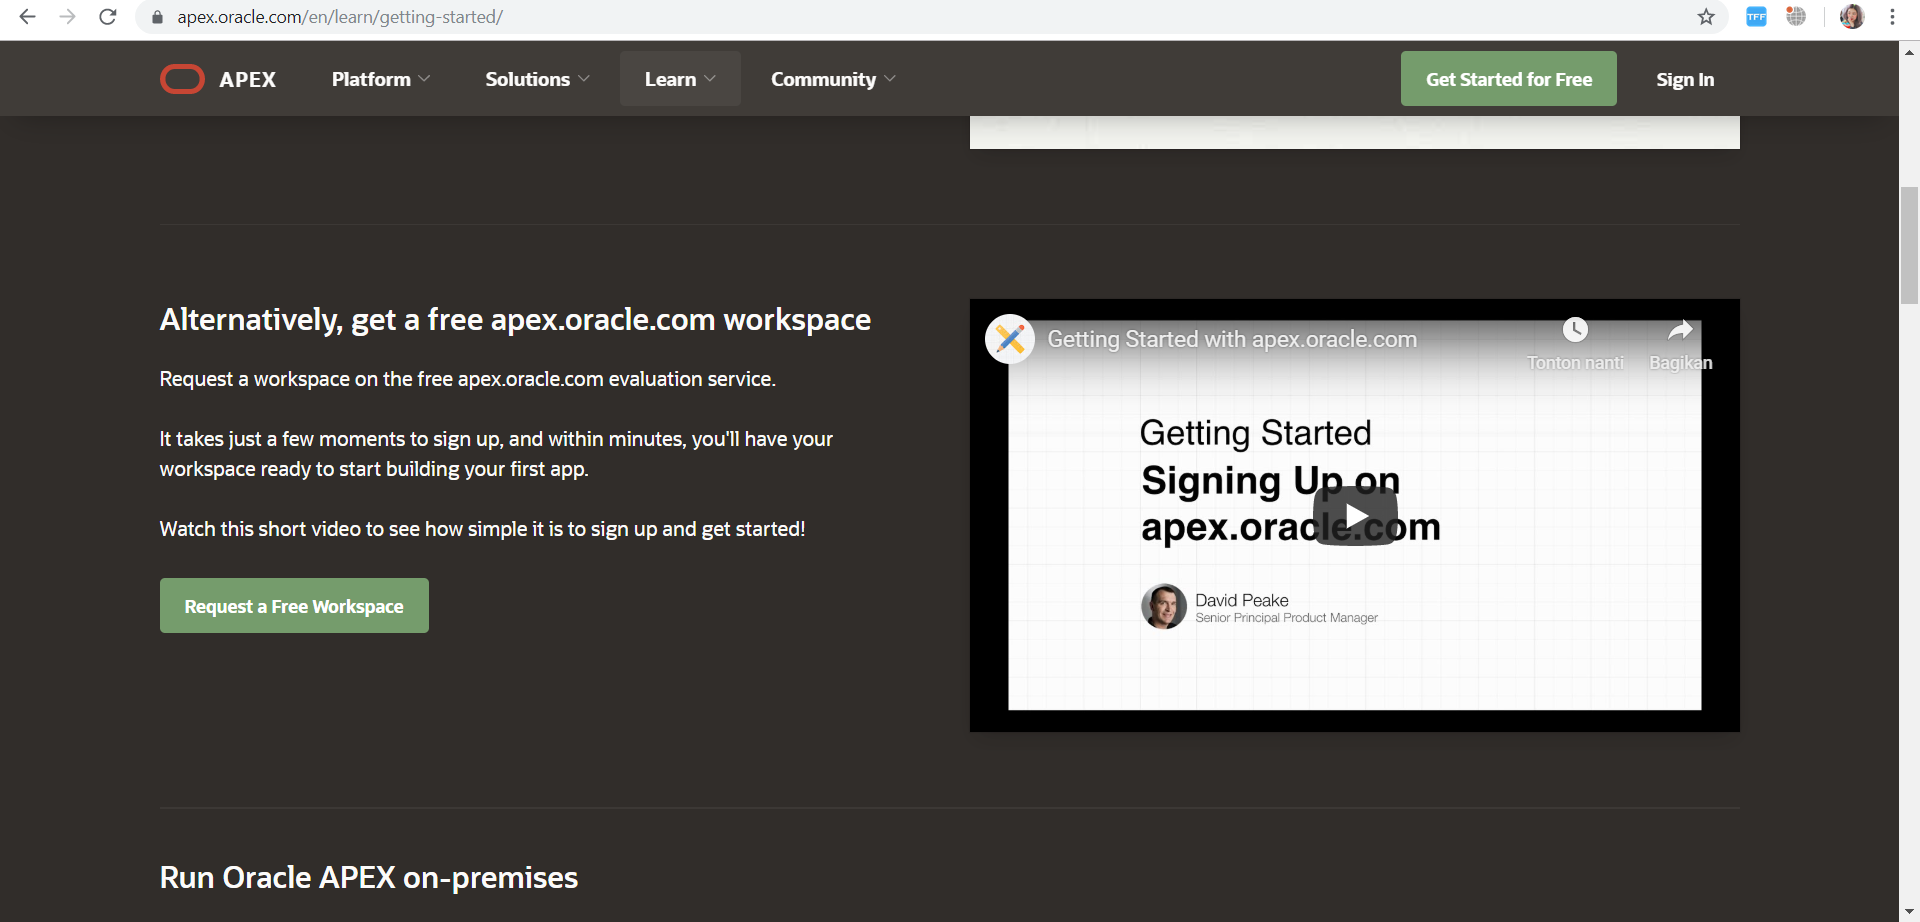 apex.oracle.com/en/learn/getting-started/
TFF
APEX
Platform
Solutions
Learn
Community
Get Started for Free
Sign In
Alternatively, get a free apex.oracle.com workspace
Request a workspace on the free apex.oracle.com evaluation service.
It takes just a few moments to sign up, and within minutes, you'll have your
workspace ready to start building your first app.
Watch this short video to see how simple it is to sign up and get started!
Request a Free Workspace
Getting Started with apex.oracle.com
Tonton nanti
Bagikan
Getting Started
Signing Up on
apex.oracle.com
David Peake
Senior Principal Product Manager
Run Oracle APEX on-premises